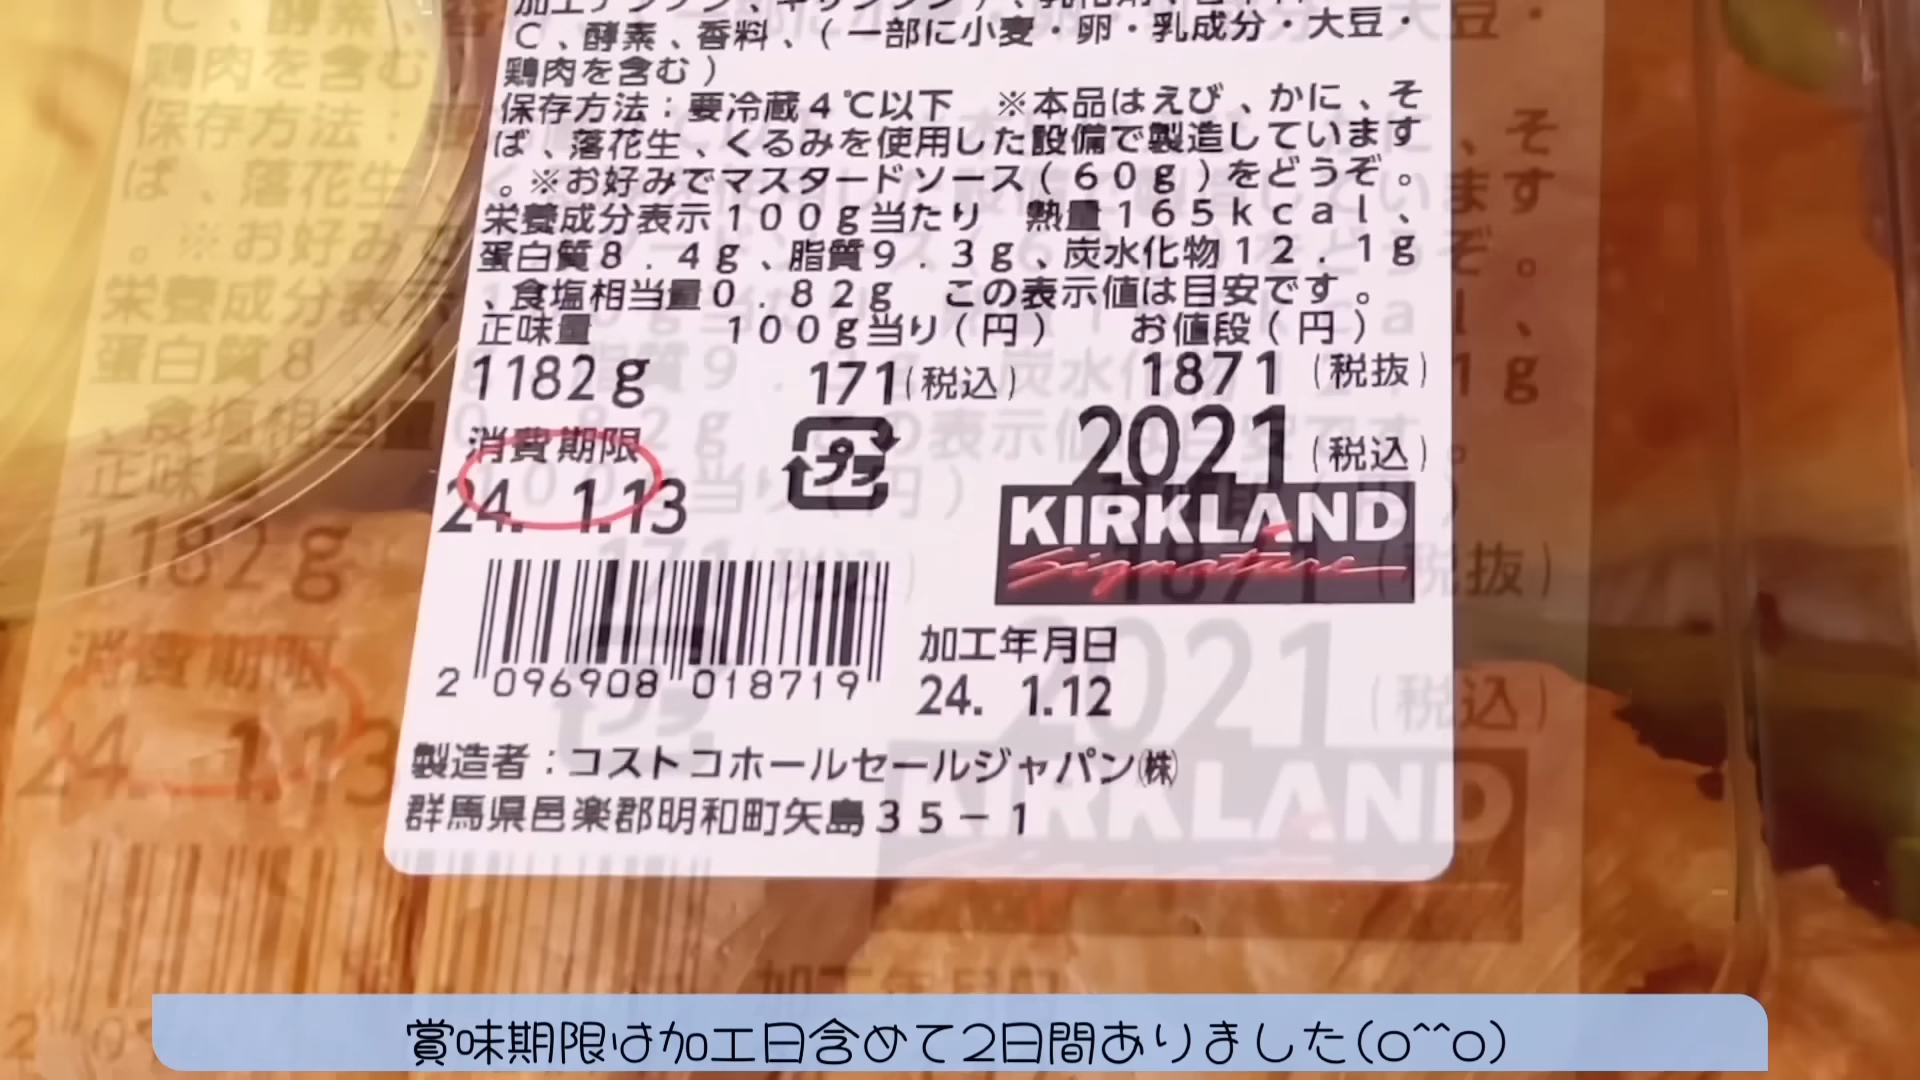 C、酵素、香料、(一部に小麦・卵・乳成分・大豆・
鶏肉を含む)
保存方法:要冷蔵4℃以下 ※本品はえび、かに、そ
ば、落花生、くるみを使用した設備で製造しています
。※お好みでマスタードソース(60g)をどうぞ。
栄養成分表示100g当たり 熱量165kcal、
蛋白質8.4g、脂質9.3g、炭水化物12.1g
、食塩相当量0.82g この表示値は目安です。
正味量 100g当り(円) お値段(円)
1182g 171(税込) 1871(税抜)
2021(税込)
消費期限
24. 1.13
プラ
KIRKLAND
Signature
2 096908 018719
加工年月日
24. 1.12
製造者:コストコホールセールジャパン㈱
群馬県邑楽郡明和町矢島35-1
賞味期限は加工日含めて2日間ありました(o^^o)